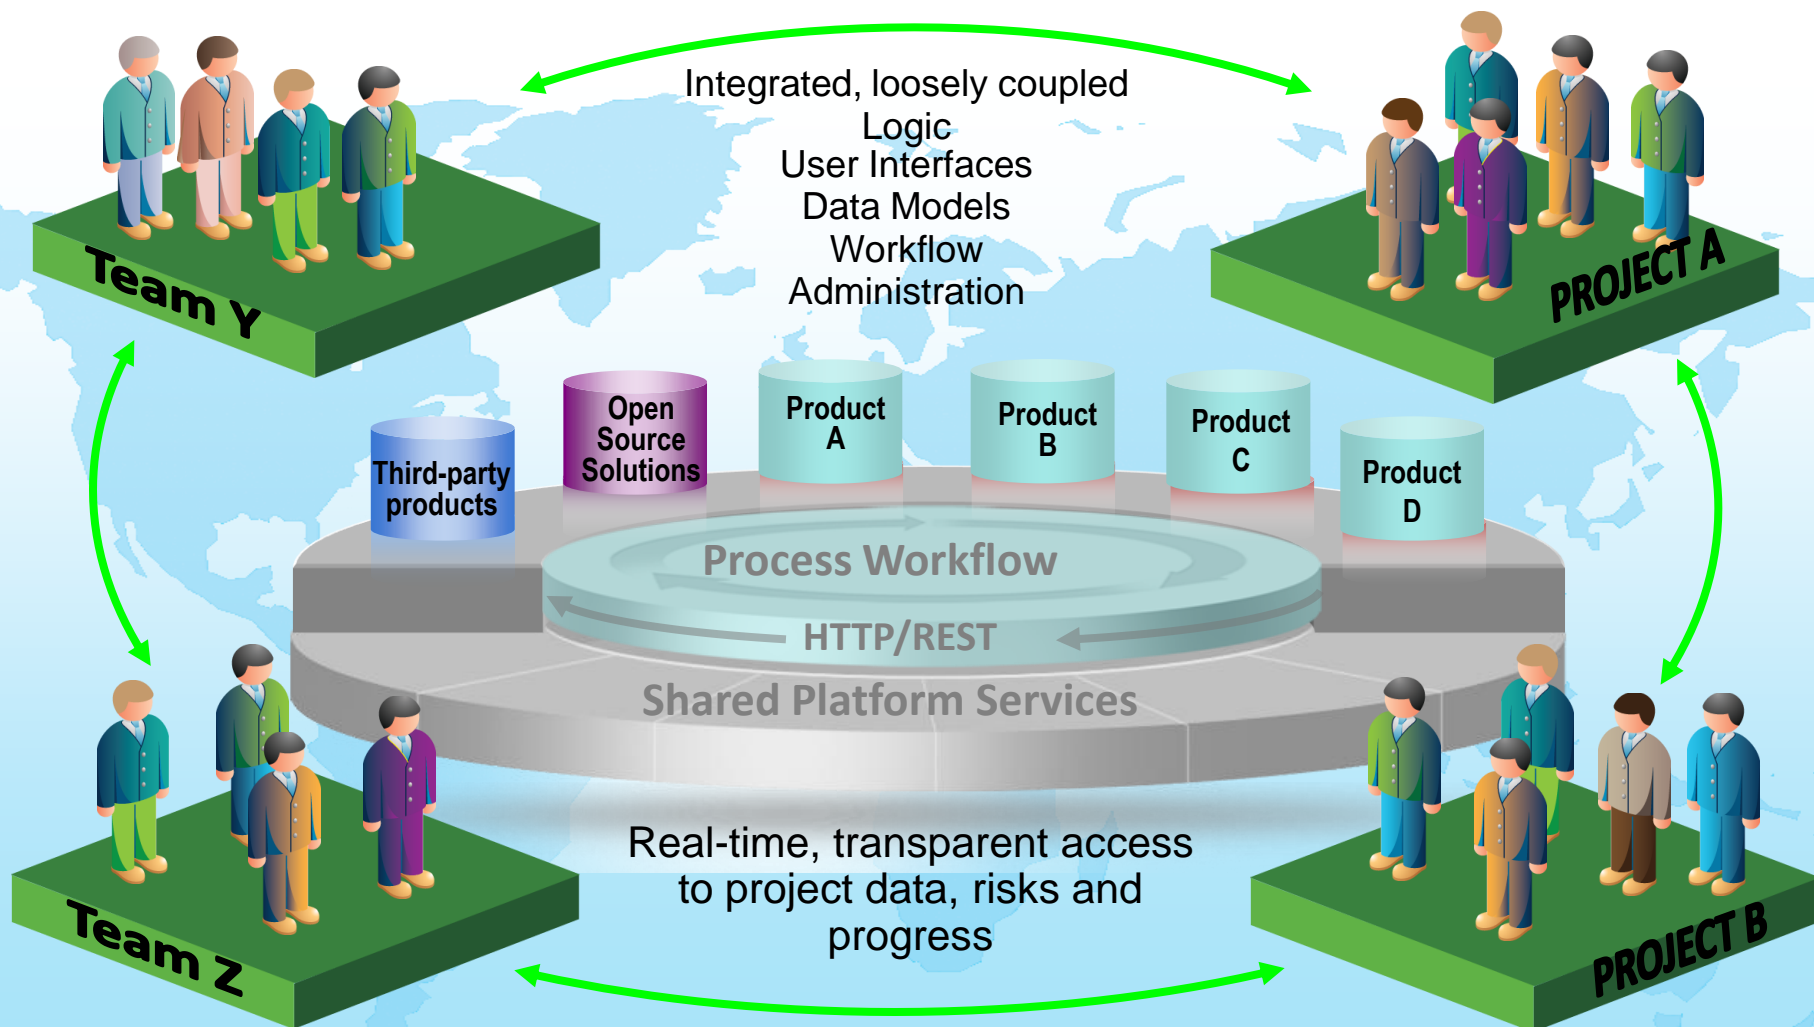 Integrated, loosely coupled
Logic
User Interfaces
Data Models
Workflow
Administration
Team Y
PROJECT A
Third-party
products
Open
Source
Solutions
Product
A
Product
B
Product
C
Product
D
Process Workflow
HTTP/REST
Shared Platform Services
Real-time, transparent access
to project data, risks and
progress
Team Z
PROJECT B